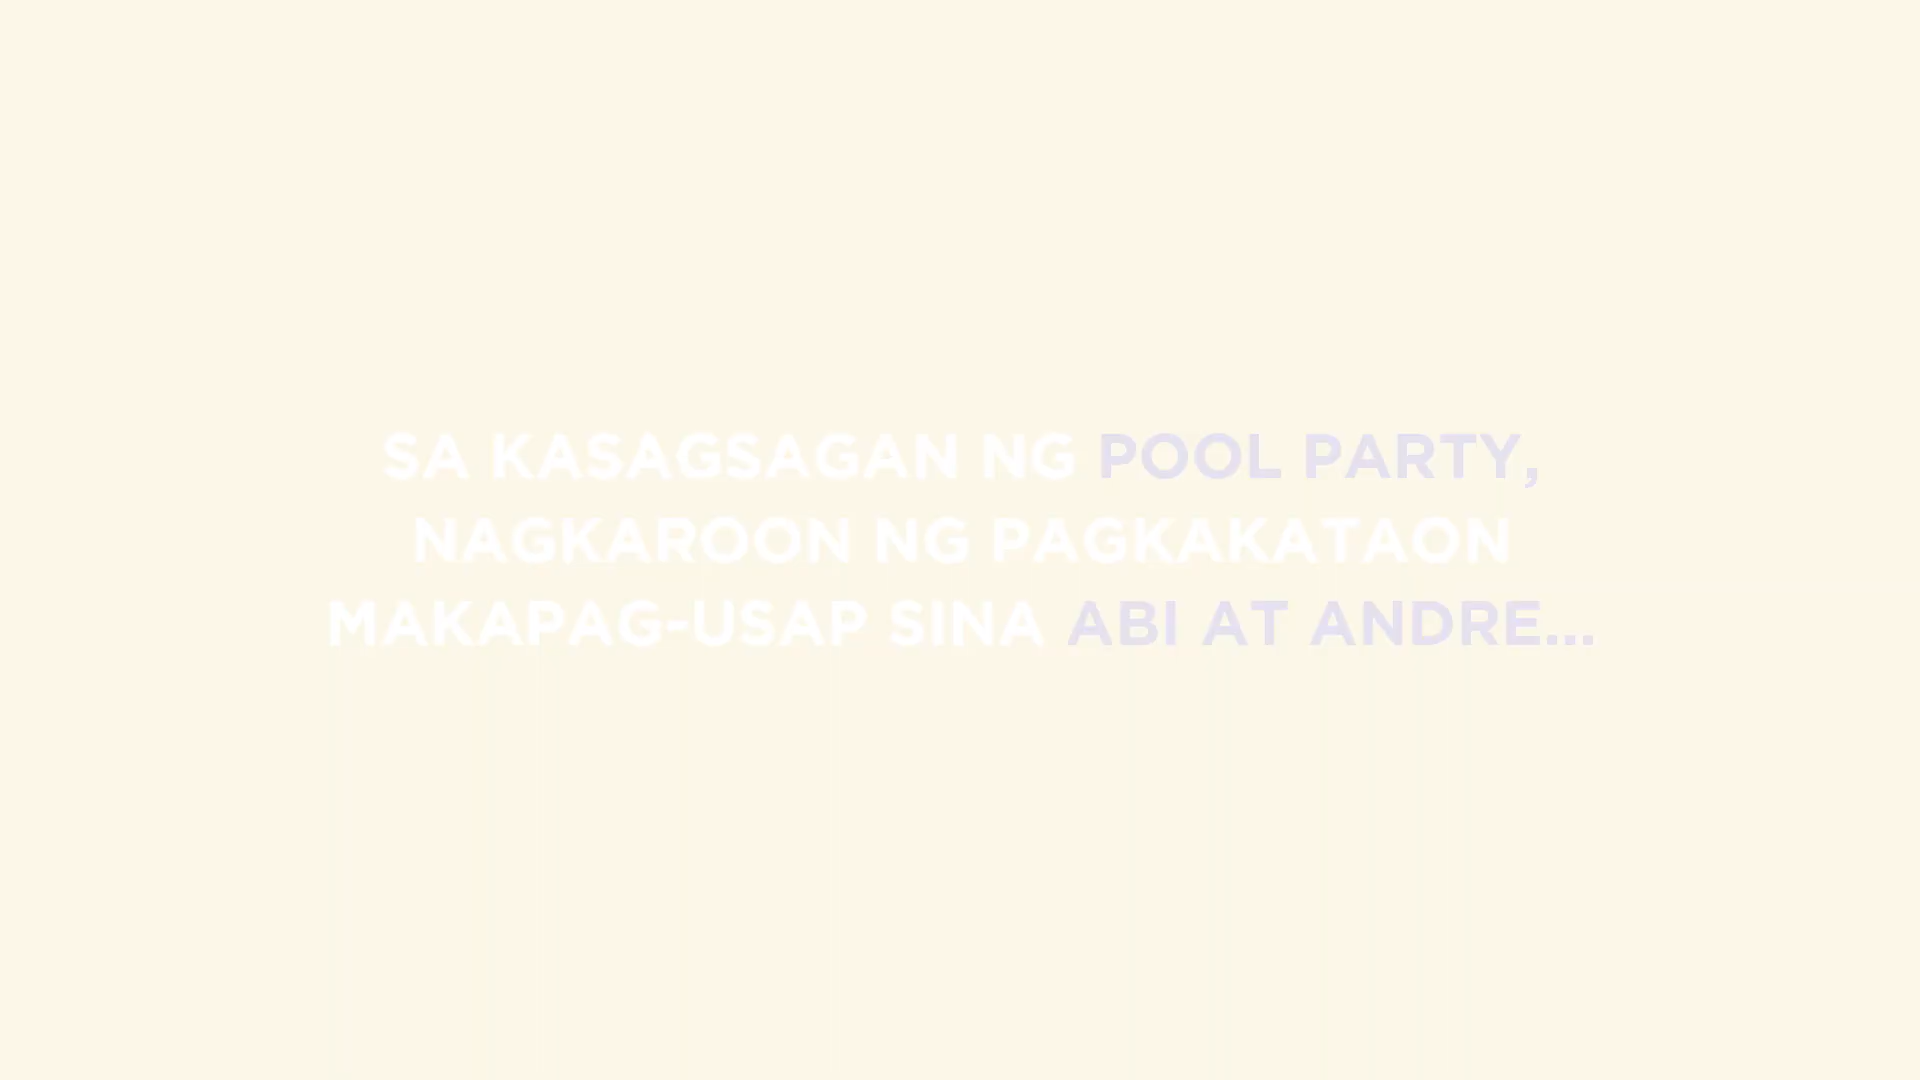 SA KASAGSAGAN NG POOL PARTY,
NAGKAROON NG PAGKAKATAON
MAKAPAG-USAP SINA ABI AT ANDRE...